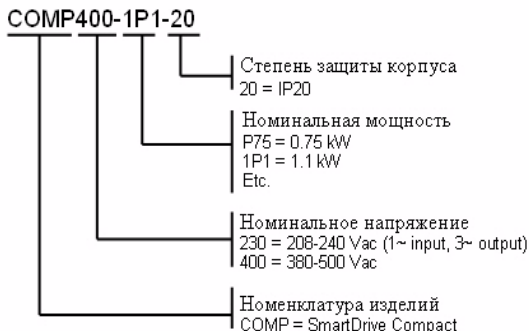 COMP400-1P1-20
Степень защиты корпуса
20 = IP20
Номинальная мощность
P75 = 0.75 kW
1P1 = 1.1 kW
Etc.
Номинальное напряжение
230 = 208-240 Vac (1~ input, 3~ output)
400 = 380-500 Vac
Номенклатура изделий
COMP = SmartDrive Compact